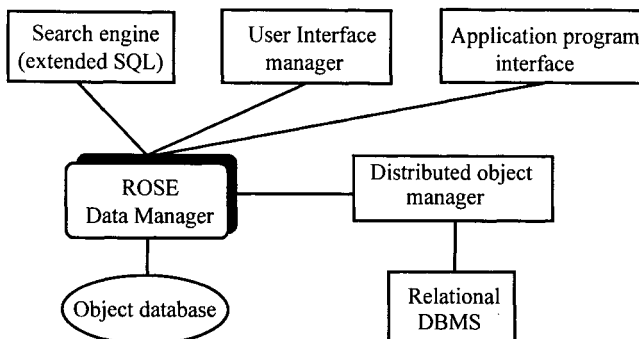 Search engine
(extended SQL)
User Interface
manager
Application program
interface
ROSE
Data Manager
Distributed object
manager
Object database
Relational
DBMS